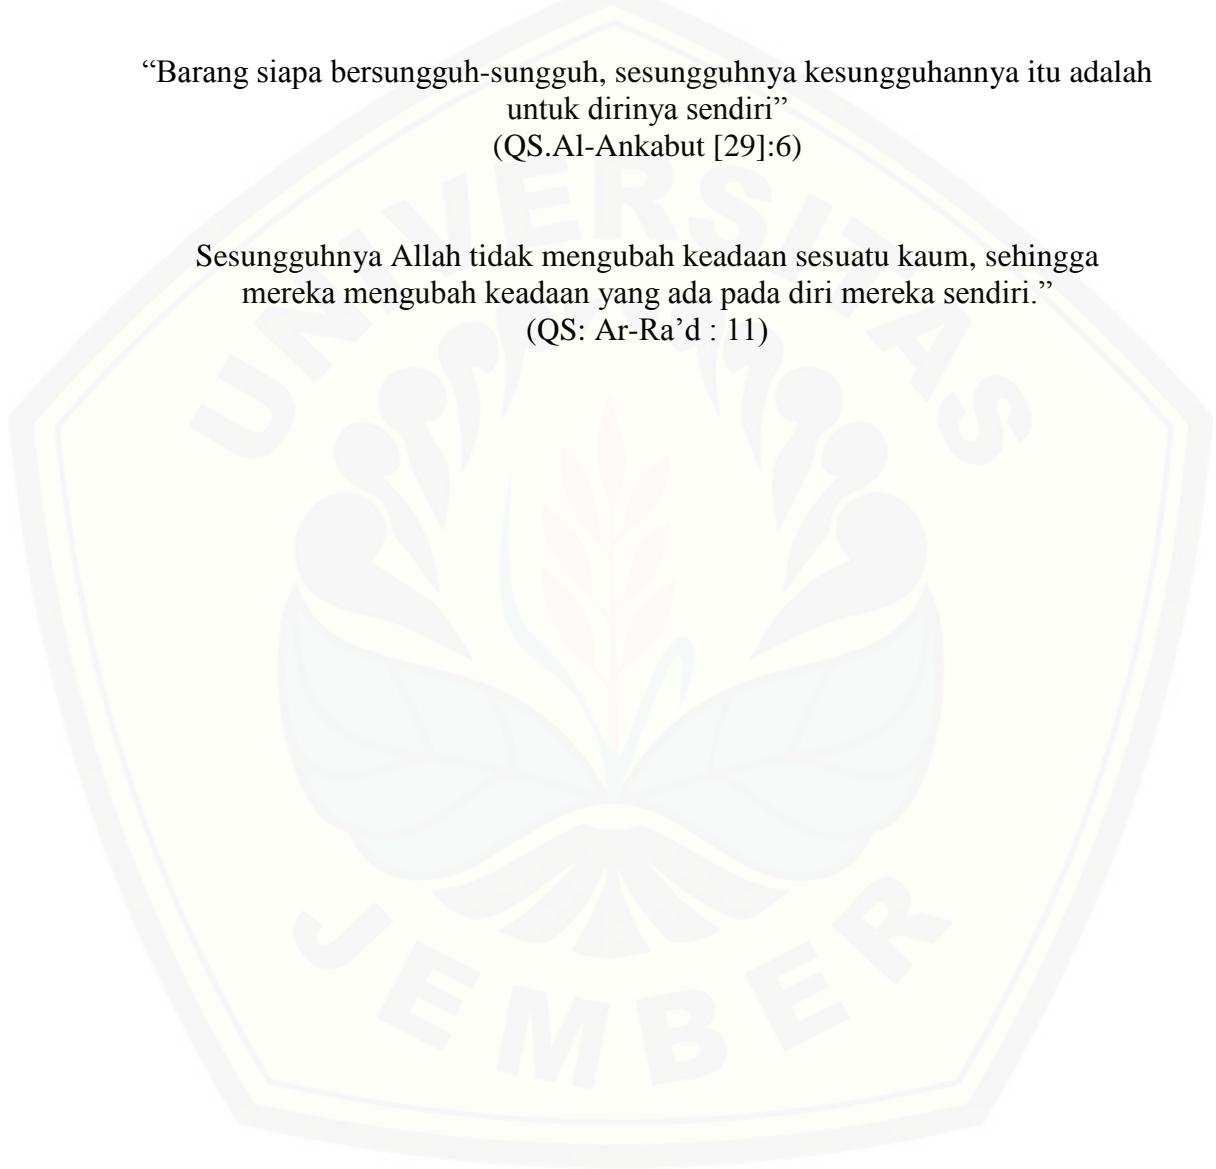 “Barang siapa bersungguh-sungguh, sesungguhnya kesungguhannya itu adalah
untuk dirinya sendiri”
(QS.Al-Ankabut [29]:6)
Sesungguhnya Allah tidak mengubah keadaan sesuatu kaum, sehingga
mereka mengubah keadaan yang ada pada diri mereka sendiri.”
(QS: Ar-Ra’d : 11)
UNIVERSITAS
JEMBER